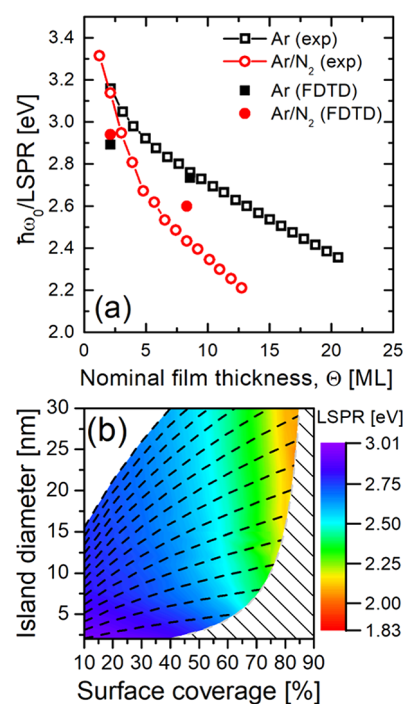 Ar (exp)
Ar/N₂ (exp)
Ar (FDTD)
Ar/N₂ (FDTD)
ħω₀/LSPR [eV]
3.4
3.2
3.0
2.8
2.6
2.4
2.2
2.0
(a)
0 5 10 15 20 25
Nominal film thickness, Θ [ML]
(b)
LSPR [eV]
Island diameter [nm]
30
25
20
15
10
5
3.01
2.75
2.50
2.25
2.00
1.83
10 20 30 40 50 60 70 80 90
Surface coverage [%]